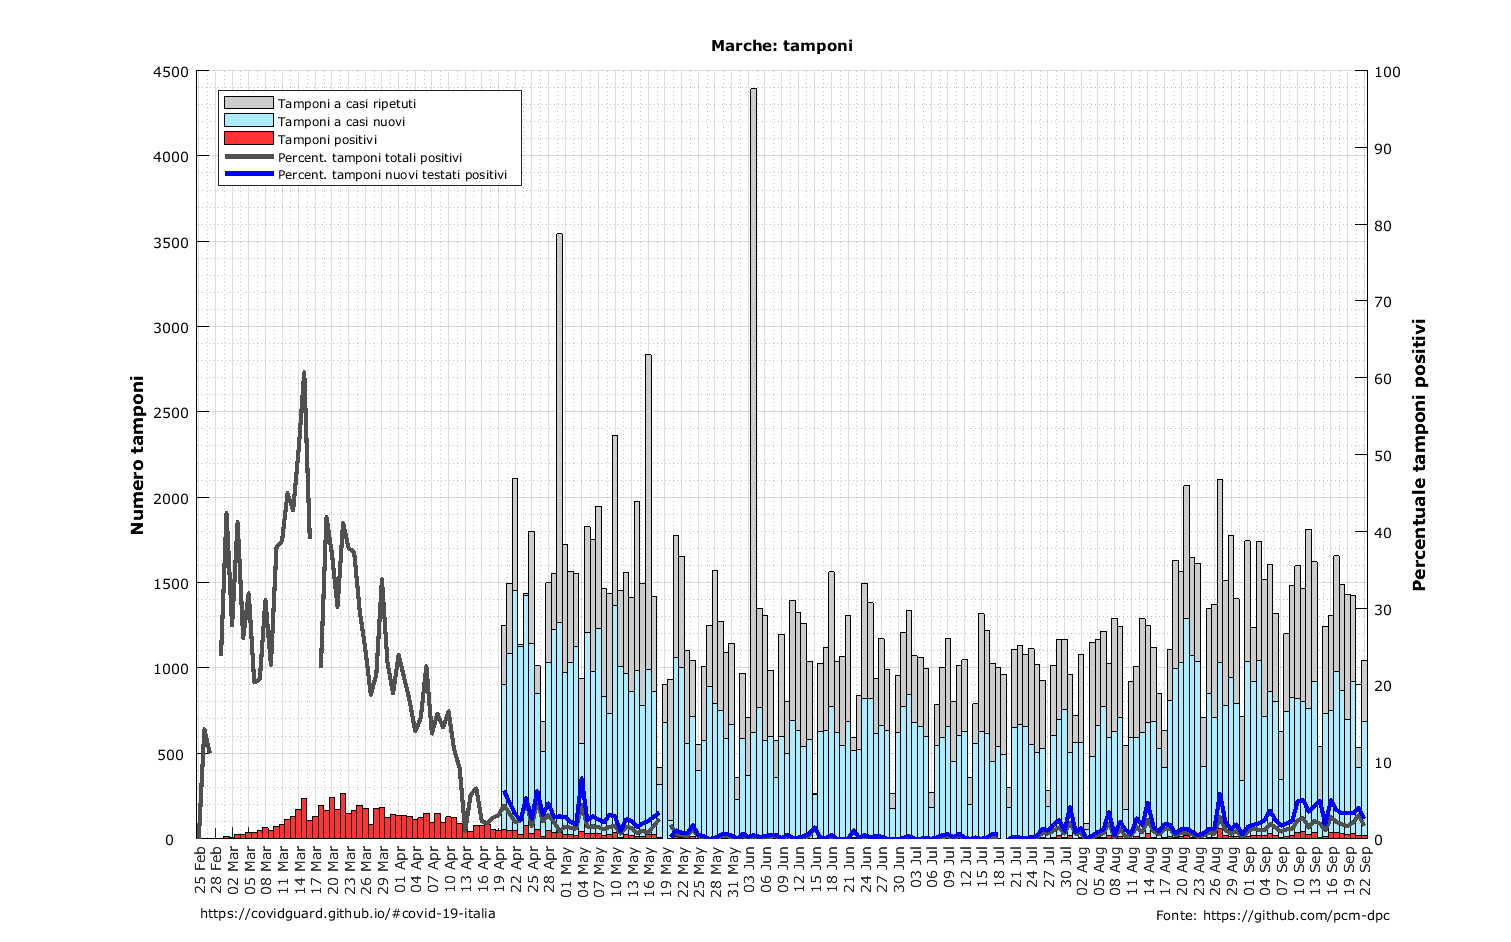 Marche: tamponi
Tamponi a casi ripetuti
Tamponi a casi nuovi
Tamponi positivi
Percent. tamponi totali positivi
Percent. tamponi nuovi testati positivi
Numero tamponi
4500
4000
3500
3000
2500
2000
1500
1000
500
0
100
90
80
70
60
50
40
30
20
10
0
Percentuale tamponi positivi
25 Feb
28 Feb
02 Mar
05 Mar
08 Mar
11 Mar
14 Mar
17 Mar
20 Mar
23 Mar
26 Mar
29 Mar
01 Apr
04 Apr
07 Apr
10 Apr
13 Apr
16 Apr
19 Apr
22 Apr
25 Apr
28 Apr
01 May
04 May
07 May
10 May
13 May
16 May
19 May
22 May
25 May
28 May
31 May
03 Jun
06 Jun
09 Jun
12 Jun
15 Jun
18 Jun
21 Jun
24 Jun
27 Jun
30 Jun
03 Jul
06 Jul
09 Jul
12 Jul
15 Jul
18 Jul
21 Jul
24 Jul
27 Jul
30 Jul
02 Aug
05 Aug
08 Aug
11 Aug
14 Aug
17 Aug
20 Aug
23 Aug
26 Aug
29 Aug
01 Sep
04 Sep
07 Sep
10 Sep
13 Sep
16 Sep
19 Sep
22 Sep
https://covidguard.github.io/#covid-19-italia
Fonte: https://github.com/pcm-dpc